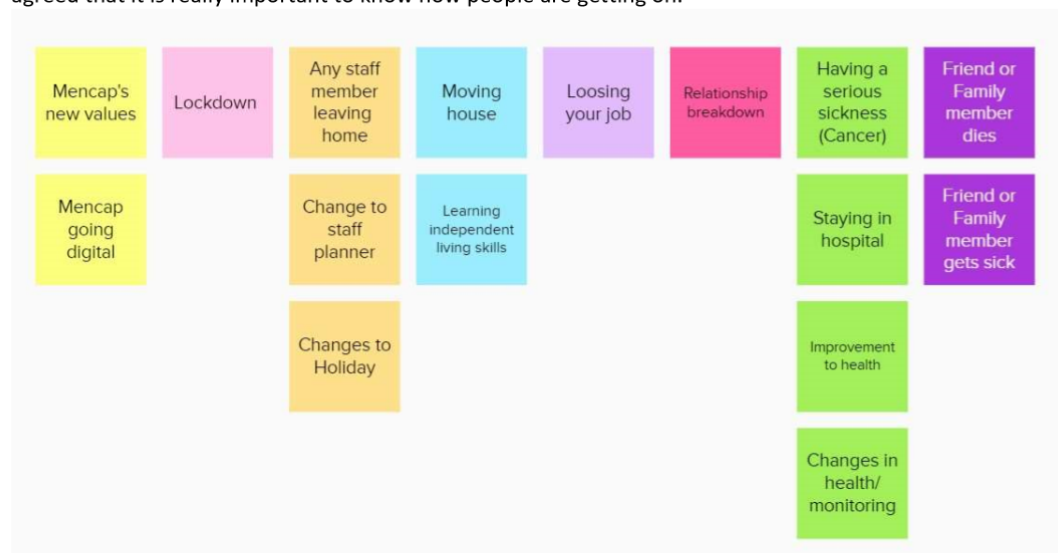 agreed that it is really important to know how people are getting on.
Mencap's
new values
Lockdown
Any staff
member
leaving
home
Moving
house
Loosing
your job
Relationship
breakdown
Having a
serious
sickness
(Cancer)
Friend or
Family
member
dies
Mencap
going
digital
Change to
staff
planner
Learning
independent
living skills
Staying in
hospital
Friend or
Family
member
gets sick
Changes to
Holiday
Improvement
to health
Changes in
health/
monitoring